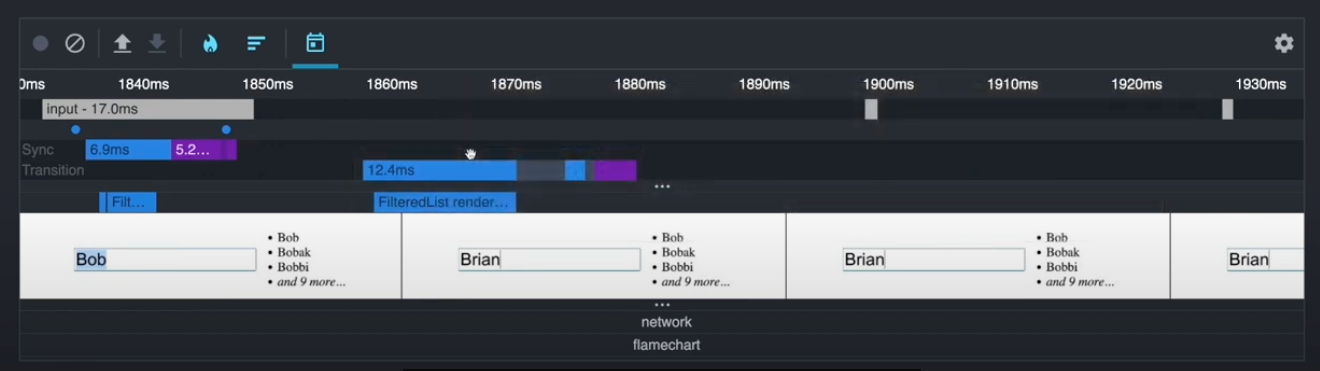 0ms 1840ms 1850ms 1860ms 1870ms 1880ms 1890ms 1900ms 1910ms 1920ms 1930ms
input - 17.0ms
Sync 6.9ms 5.2...
Transition 12.4ms
Filt... FilteredList render...
Bob
• Bob
• Bobak
• Bobbi
• and 9 more...
Brian
• Bob
• Bobak
• Bobbi
• and 9 more...
Brian
• Bob
• Bobak
• Bobbi
• and 9 more...
Brian
network
flamechart